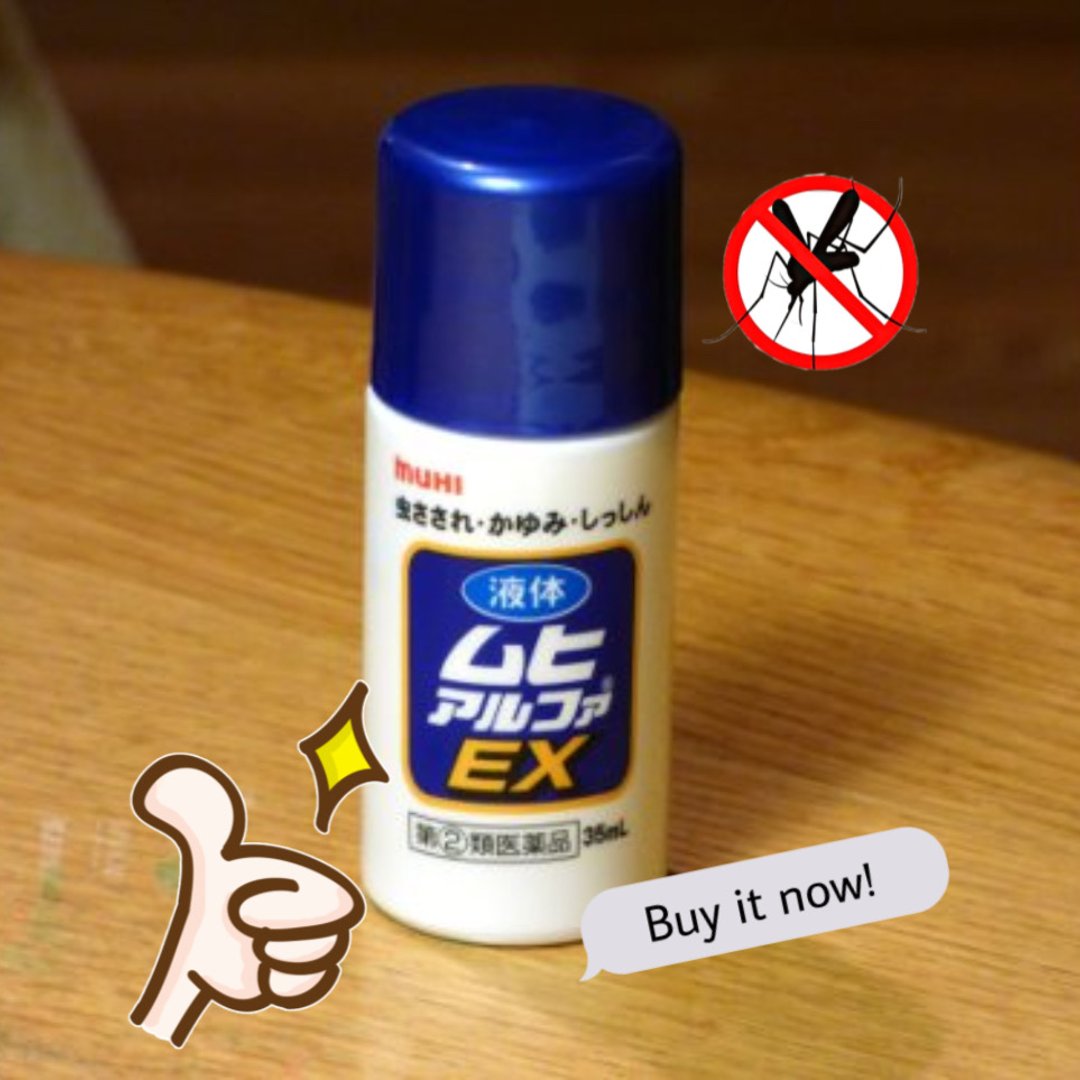 MUHI
虫さされ・かゆみ・しっしん
液体
ムヒ
アルファ®
EX
指②類医薬品 35mL
Buy it now!